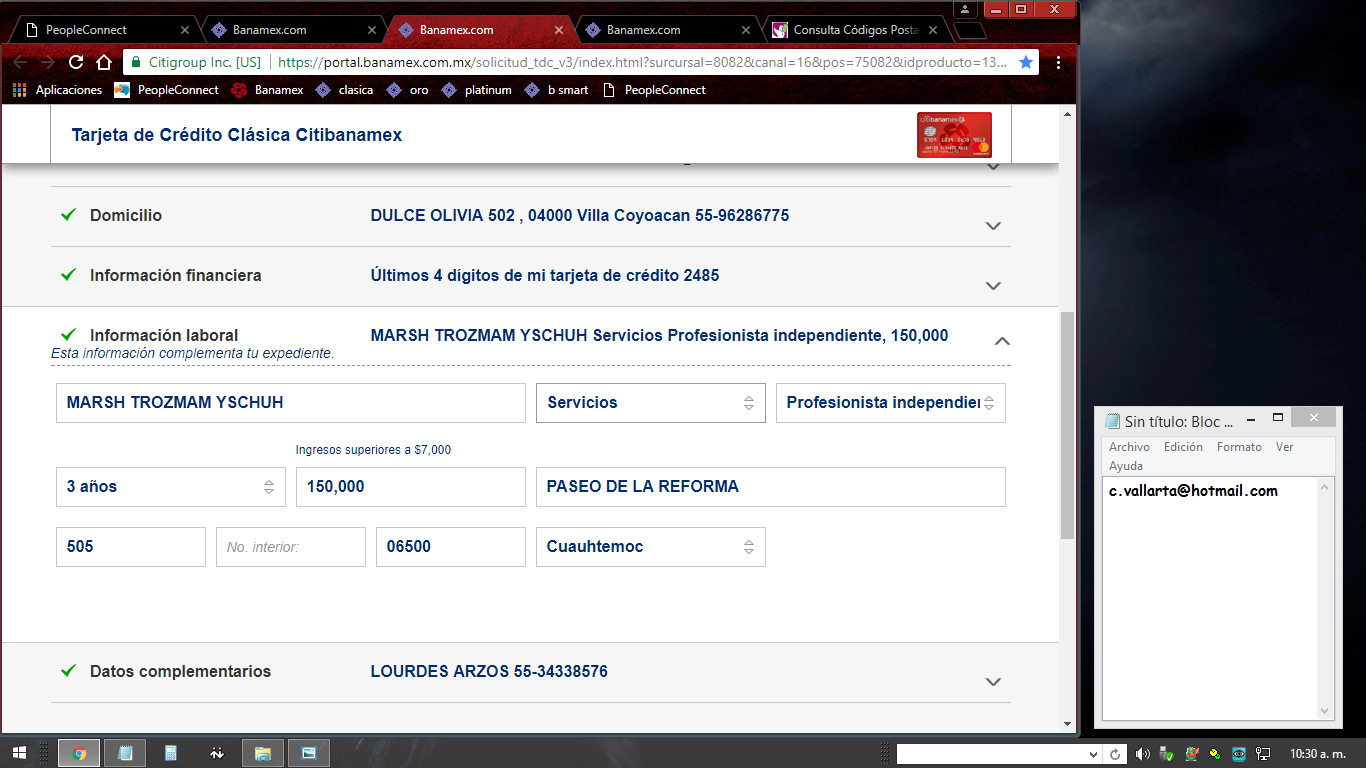 PeopleConnect
Banamex.com
Banamex.com
Banamex.com
Consulta Códigos Posta
Citigroup Inc. [US]
https://portal.banamex.com.mx/solicitud_tdc_v3/index.html?surcursal=8082&canal=16&pos=75082&idproducto=13...
Aplicaciones PeopleConnect Banamex clasica oro platinum b smart PeopleConnect
Tarjeta de Crédito Clásica Citibanamex
citibanamex
Domicilio DULCE OLIVIA 502 , 04000 Villa Coyoacan 55-96286775
Información financiera Últimos 4 dígitos de mi tarjeta de crédito 2485
Información laboral MARSH TROZMAM YSCHUH Servicios Profesionista independiente, 150,000
Esta información complementa tu expediente.
MARSH TROZMAM YSCHUH Servicios Profesionista independier
Ingresos superiores a $7,000
3 años 150,000 PASEO DE LA REFORMA
505 No. interior: 06500 Cuauhtemoc
Datos complementarios LOURDES ARZOS 55-34338576
Sin título: Bloc ...
Archivo Edición Formato Ver
Ayuda
c.vallarta@hotmail.com
10:30 a. m.